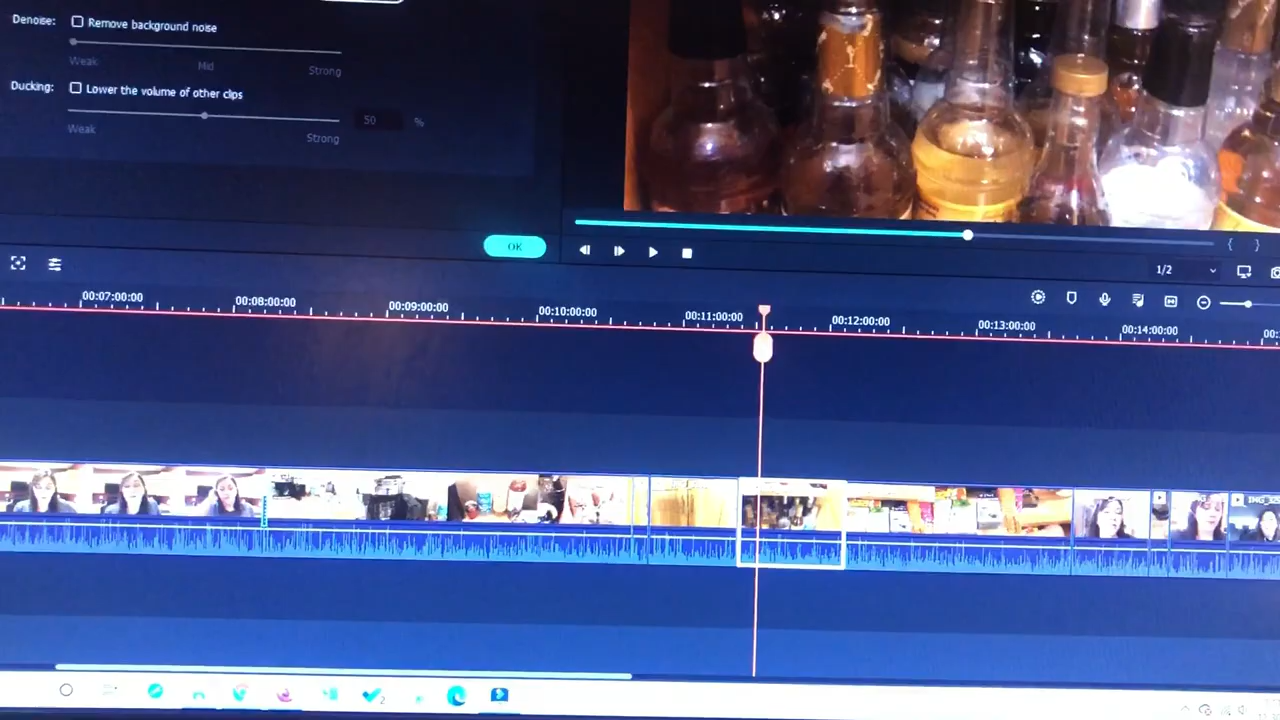 Denoise: Remove background noise
Weak Mid Strong
Ducking: Lower the volume of other clips
50 %
Weak Strong
OK
1/2
00:07:00:00 00:08:00:00 00:09:00:00 00:10:00:00 00:11:00:00 00:12:00:00 00:13:00:00 00:14:00:00